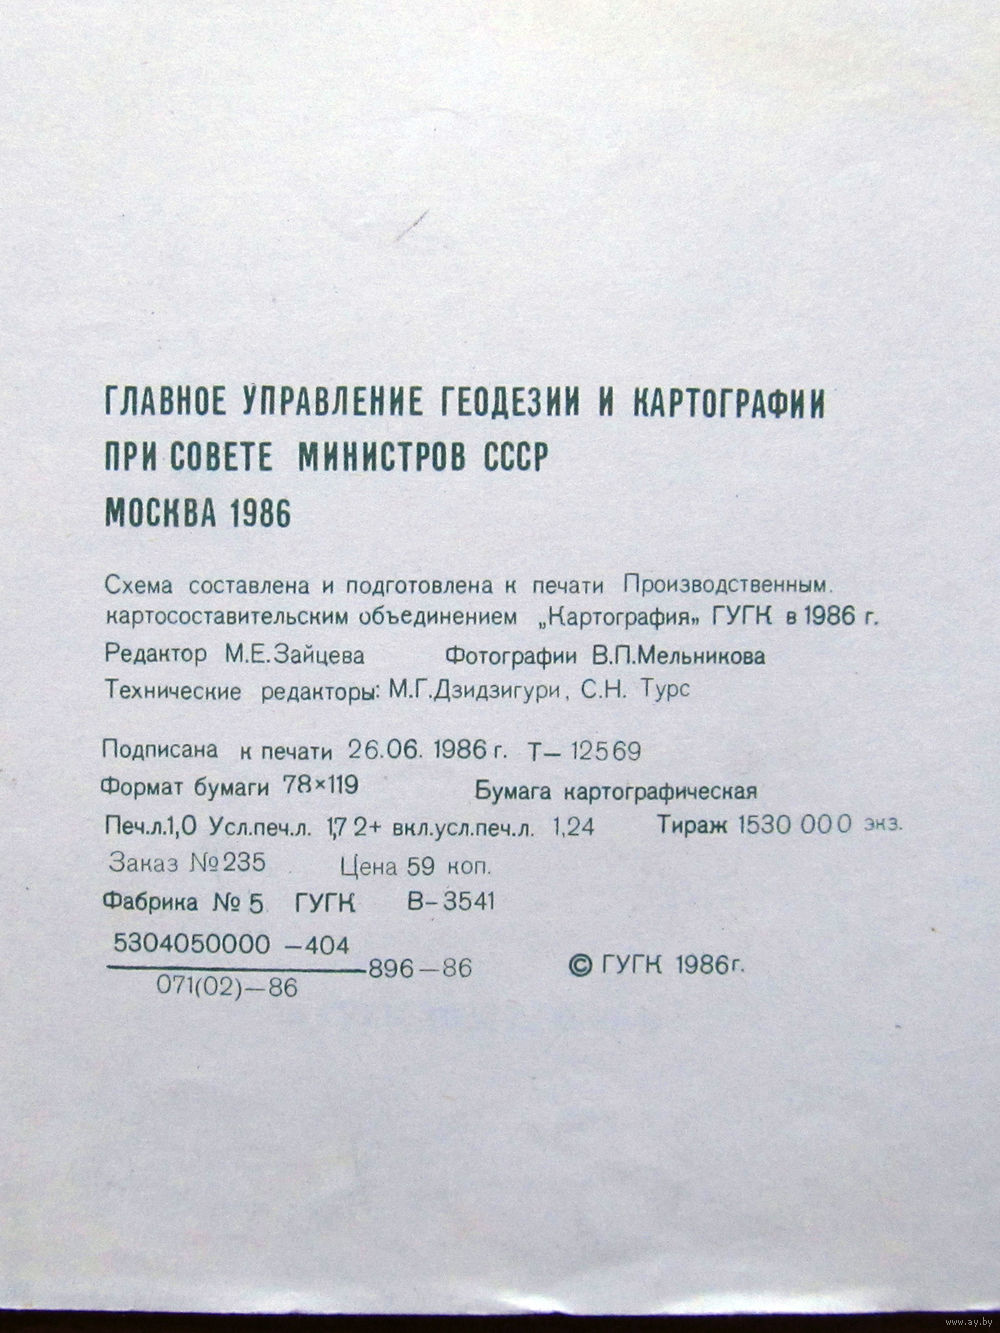 ГЛАВНОЕ УПРАВЛЕНИЕ ГЕОДЕЗИИ И КАРТОГРАФИИ
ПРИ СОВЕТЕ МИНИСТРОВ СССР
МОСКВА 1986
Схема составлена и подготовлена к печати Производственным.
картосоставительским объединением „Картография„ ГУГК в 1986 г.
Редактор М.Е.Зайцева Фотографии В.П.Мельникова
Технические редакторы: М.Г.Дзидзигури, С.Н. Турс
Подписана к печати 26.06. 1986 г. Т– 12569
Формат бумаги 78×119 Бумага картографическая
Печ.л.1,0 Усл.печ.л. 1,72+ вкл.усл.печ.л. 1,24 Тираж 1530 000 экз.
Заказ №235 Цена 59 коп.
Фабрика № 5 ГУГК В–3541
5304050000 –404
071(02)–86 –896–86 © ГУГК 1986г.
www.ay.by